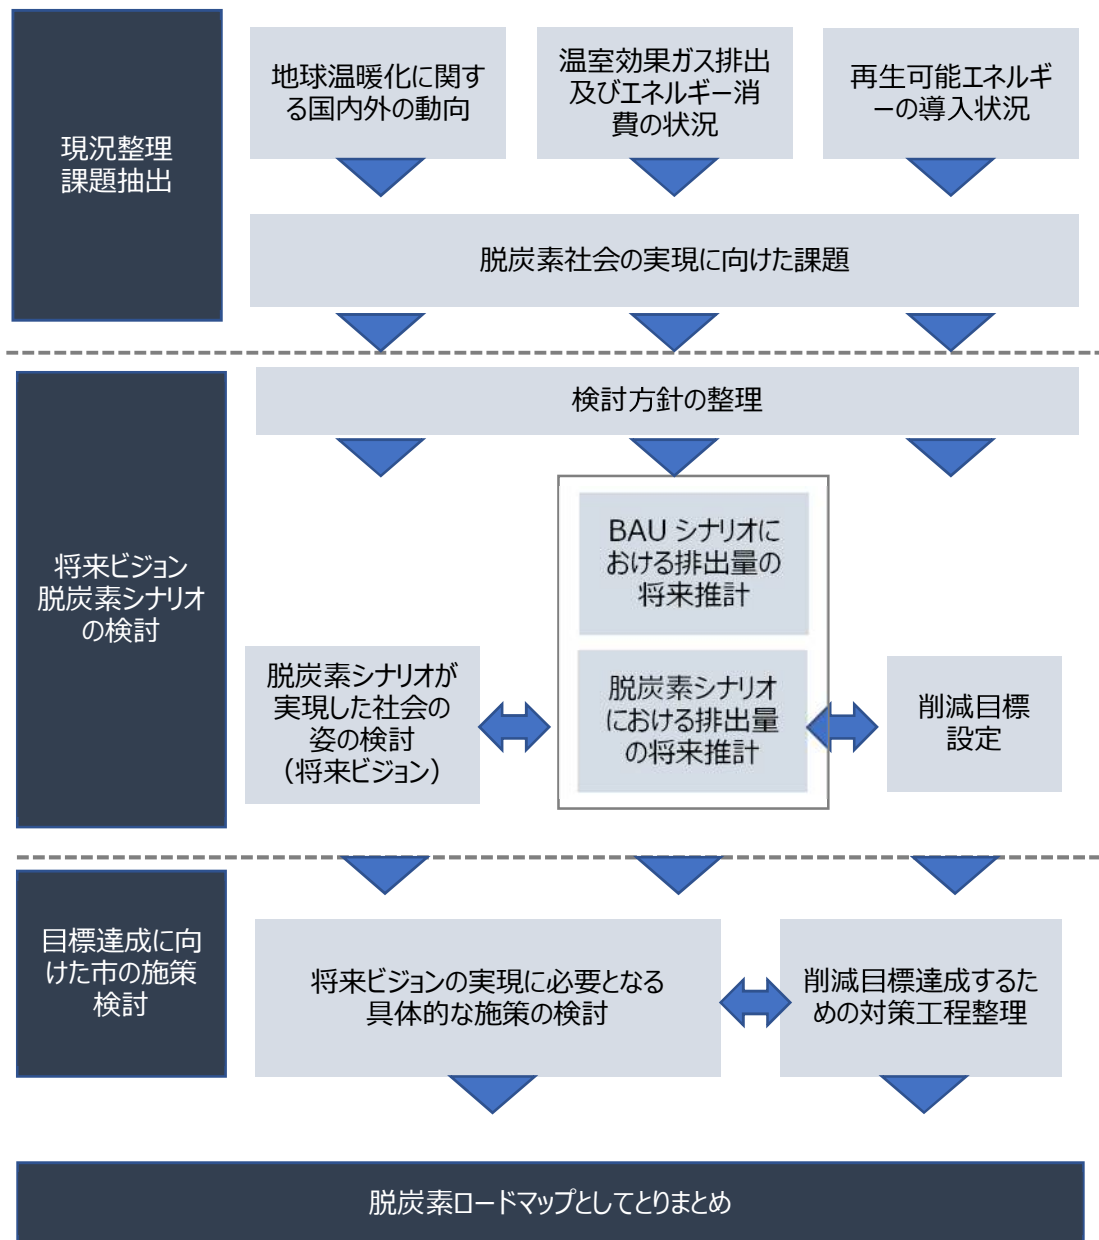 現況整理
課題抽出
地球温暖化に関す
る国内外の動向
温室効果ガス排出
及びエネルギー消
費の状況
再生可能エネルギ
ーの導入状況
脱炭素社会の実現に向けた課題
将来ビジョン
脱炭素シナリオ
の検討
検討方針の整理
BAU シナリオに
おける排出量の
将来推計
脱炭素シナリオが
実現した社会の
姿の検討
（将来ビジョン）
脱炭素シナリオ
における排出量
の将来推計
削減目標
設定
目標達成に向
けた市の施策
検討
将来ビジョンの実現に必要となる
具体的な施策の検討
削減目標達成するた
めの対策工程整理
脱炭素ロードマップとしてとりまとめ